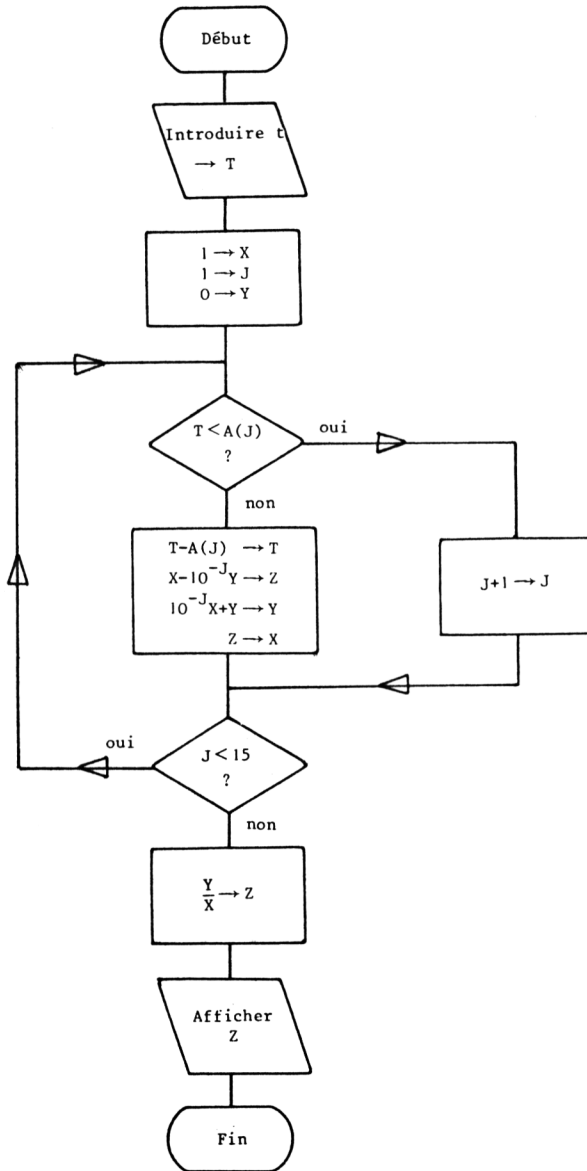 Début
Introduire t
→ T
1 → X
1 → J
0 → Y
T < A(J)
?
oui
non
T-A(J) → T
X-10^-J Y → Z
10^-J X+Y → Y
Z → X
J+1 → J
oui
J < 15
?
non
Y/X → Z
Afficher
Z
Fin